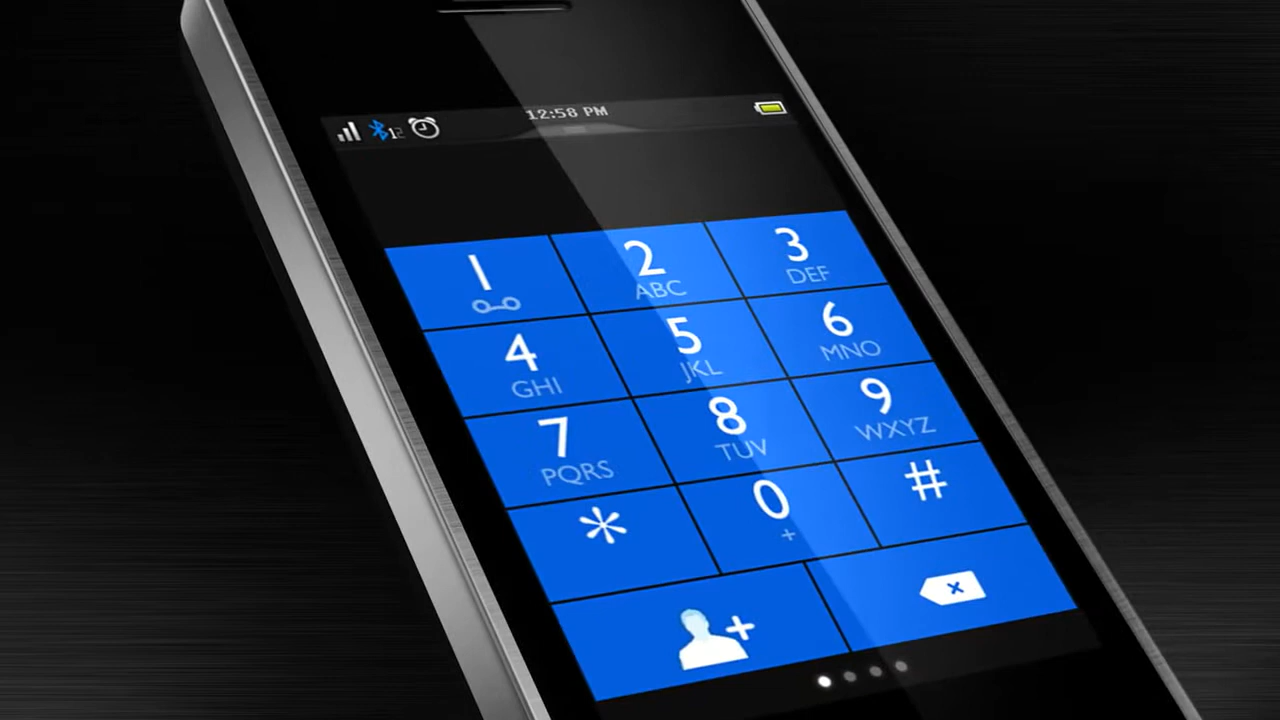 12 12:58 PM
1 2 3
ABC DEF
4 5 6
GHI JKL MNO
7 8 9
PQRS TUV WXYZ
* 0 #
+
+ x